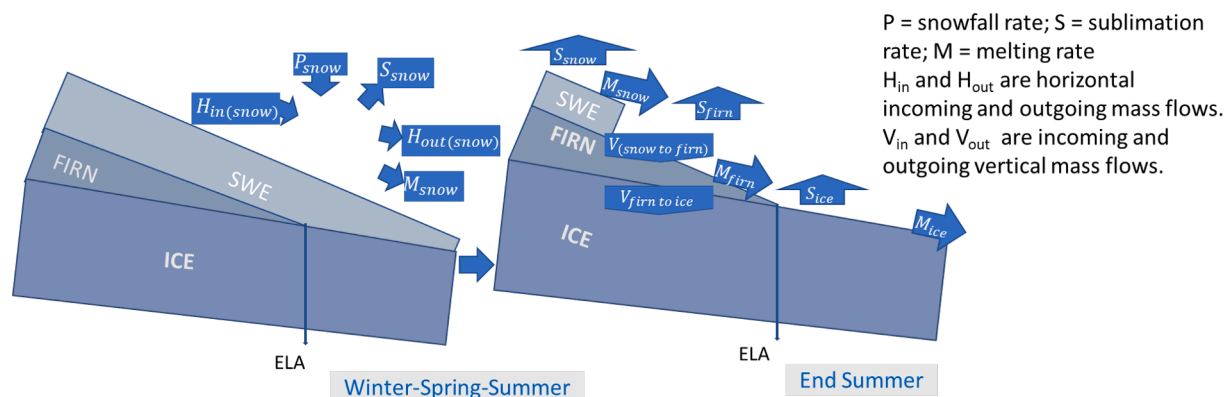 P = snowfall rate; S = sublimation
rate; M = melting rate
H_in and H_out are horizontal
incoming and outgoing mass flows.
V_in and V_out are incoming and
outgoing vertical mass flows.
P_snow
S_snow
H_in(snow)
H_out(snow)
M_snow
FIRN
SWE
ICE
ELA
Winter-Spring-Summer
S_snow
M_snow
SWE
S_firn
FIRN
V_(snow to firn)
M_firn
V_firn to ice
S_ice
M_ice
ICE
ELA
End Summer